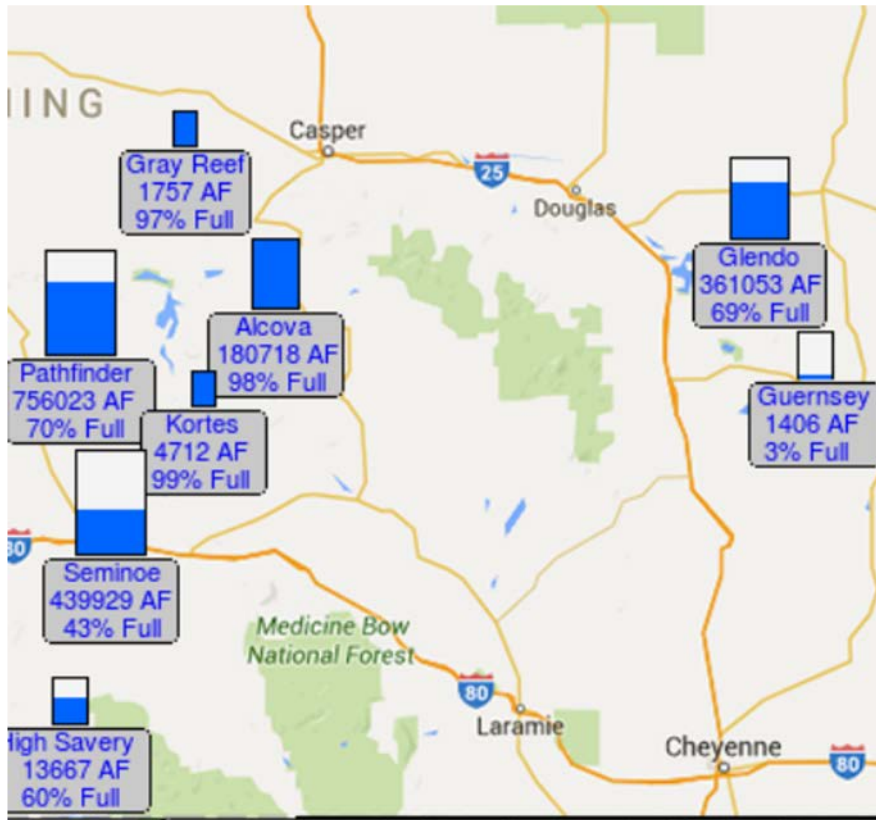 ING
Casper
Gray Reef
1757 AF
97% Full
25
Douglas
Glendo
361053 AF
69% Full
Alcova
180718 AF
98% Full
Pathfinder
756023 AF
70% Full
Kortes
4712 AF
99% Full
Guernsey
1406 AF
3% Full
80
Seminoe
439929 AF
43% Full
Medicine Bow
National Forest
80
Laramie
High Savery
13667 AF
60% Full
Cheyenne
80